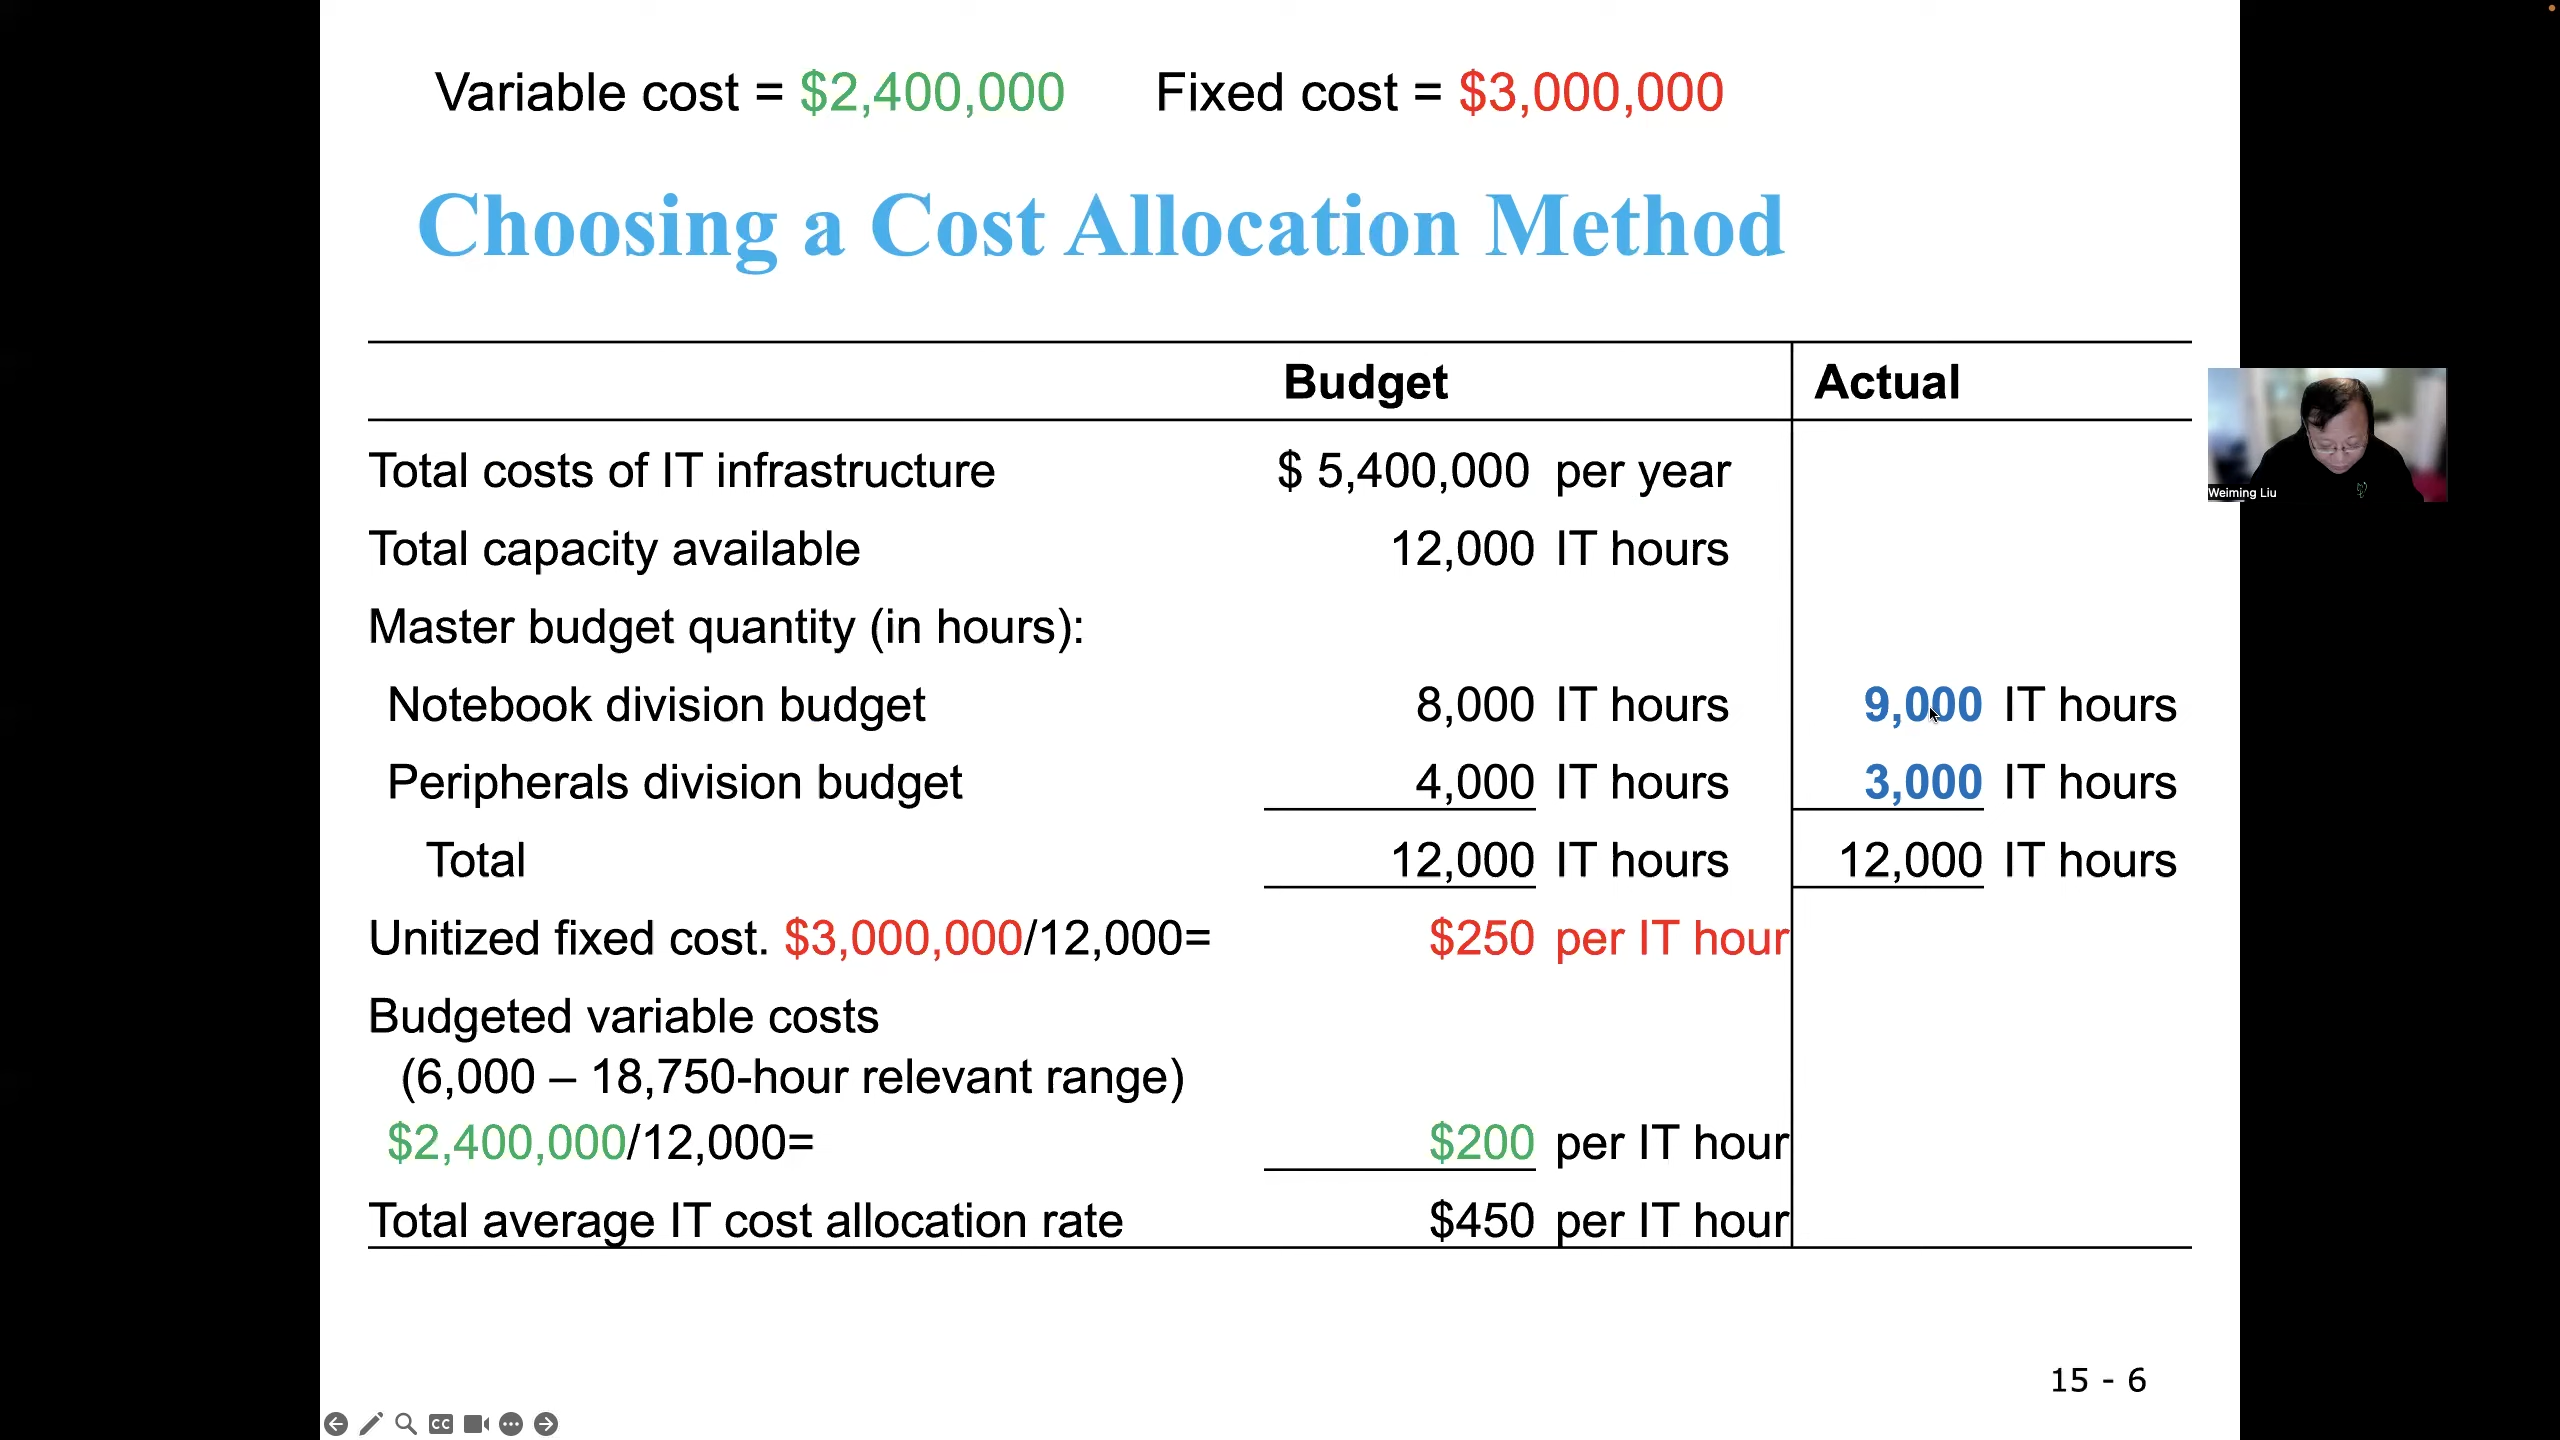 Variable cost = $2,400,000 Fixed cost = $3,000,000
Choosing a Cost Allocation Method
Budget Actual
Total costs of IT infrastructure $ 5,400,000 per year
Total capacity available 12,000 IT hours
Master budget quantity (in hours):
Notebook division budget 8,000 IT hours 9,000 IT hours
Peripherals division budget 4,000 IT hours 3,000 IT hours
Total 12,000 IT hours 12,000 IT hours
Unitized fixed cost. $3,000,000/12,000= $250 per IT hour
Budgeted variable costs
(6,000 – 18,750-hour relevant range)
$2,400,000/12,000= $200 per IT hour
Total average IT cost allocation rate $450 per IT hour
Weiming Liu
15 - 6
CC